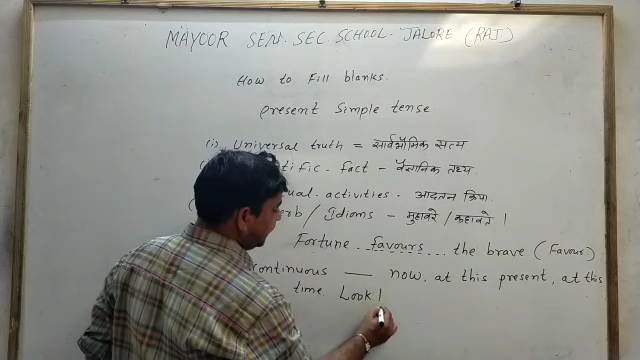 MAYOOR SEN. SEC. SCHOOL. JALORE (RAJ.)
How to Fill blanks.
present Simple tense
(i) Universal truth = सार्वभौमिक सत्य
fact - वैज्ञानिक तथ्य.
activities - आदतन क्रिया
/ Idioms - मुहावरे / कहावतें ।
Fortune favours the brave (Favour)
continuous — now, at this present, at this
time. Look!